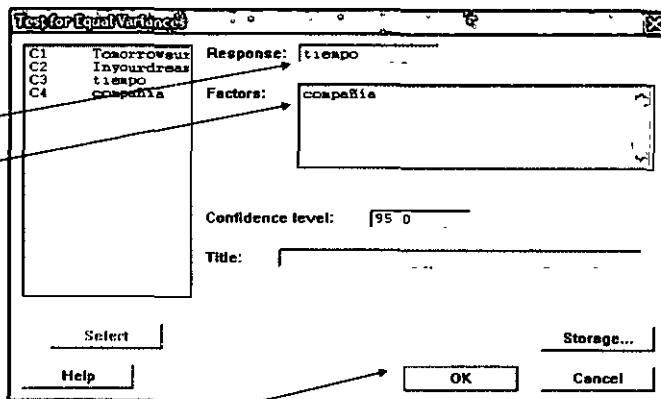 Test for Equal Variances
C1 Tomorrowsur
C2 Inyourdreas
C3 tiempo
C4 compañia
Response: tiempo
Factors: compañia
Confidence level: 95 0
Title:
Select
Storage...
Help
OK
Cancel